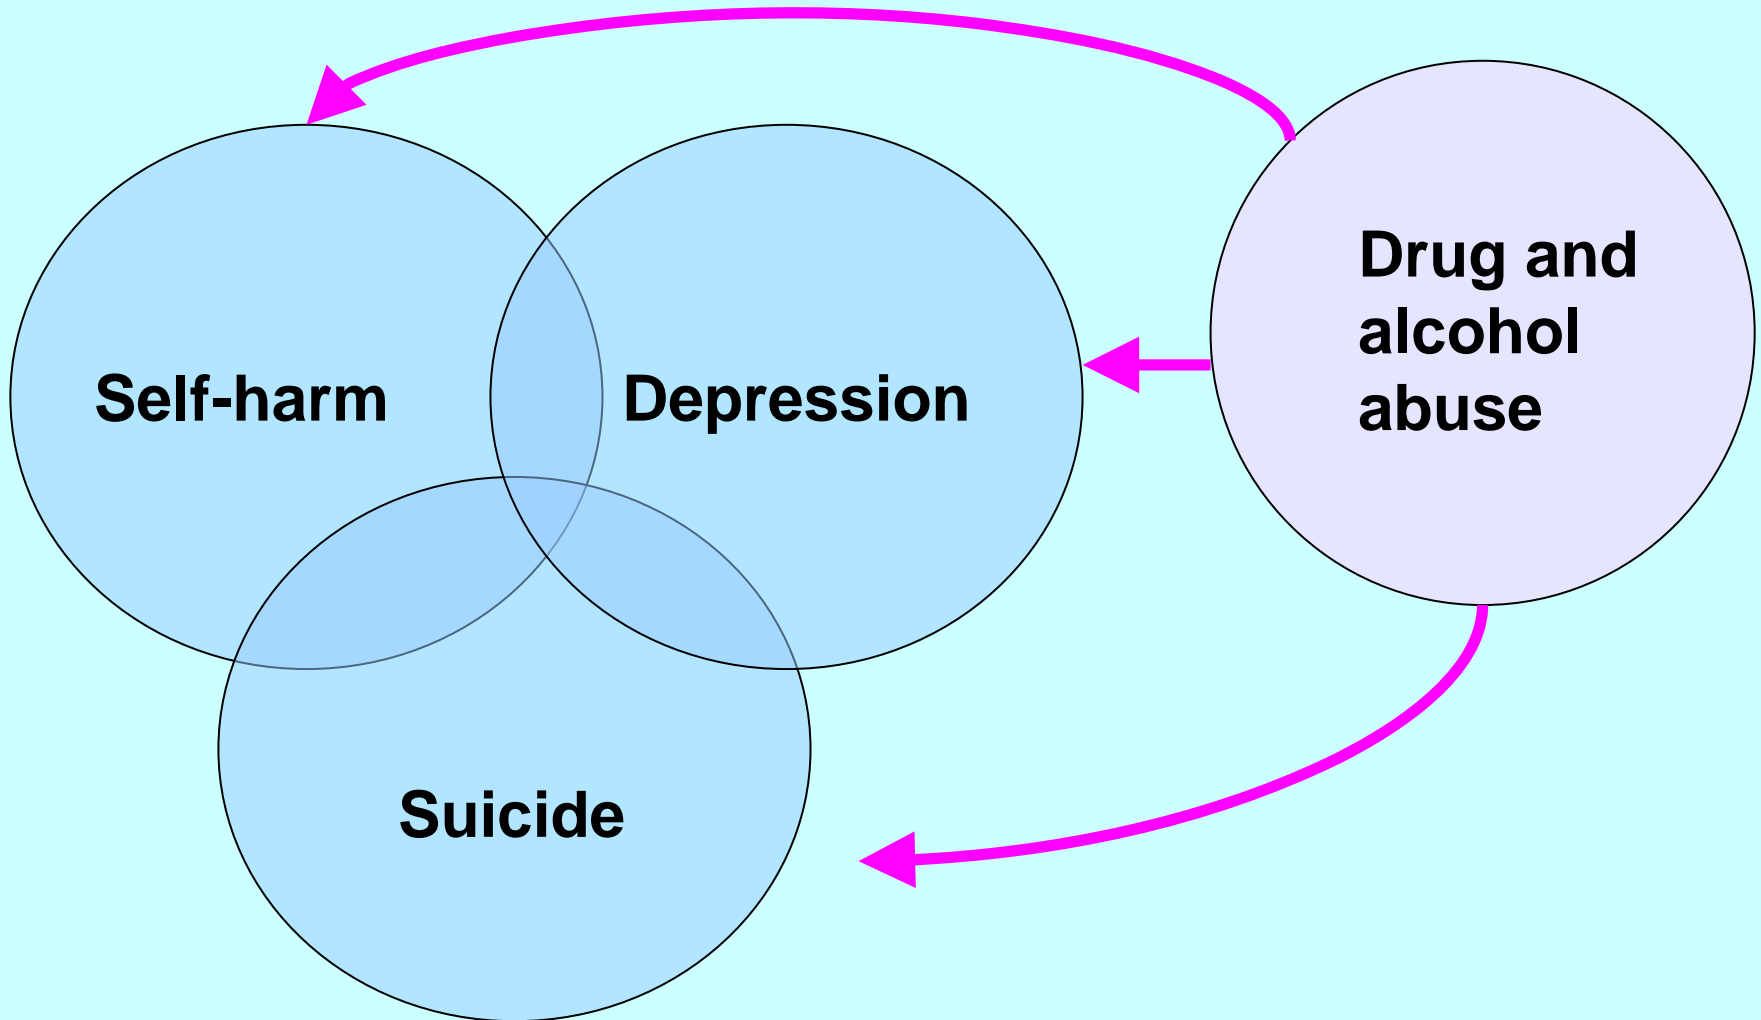 Drug and
alcohol
abuse
Self-harm
Depression
Suicide